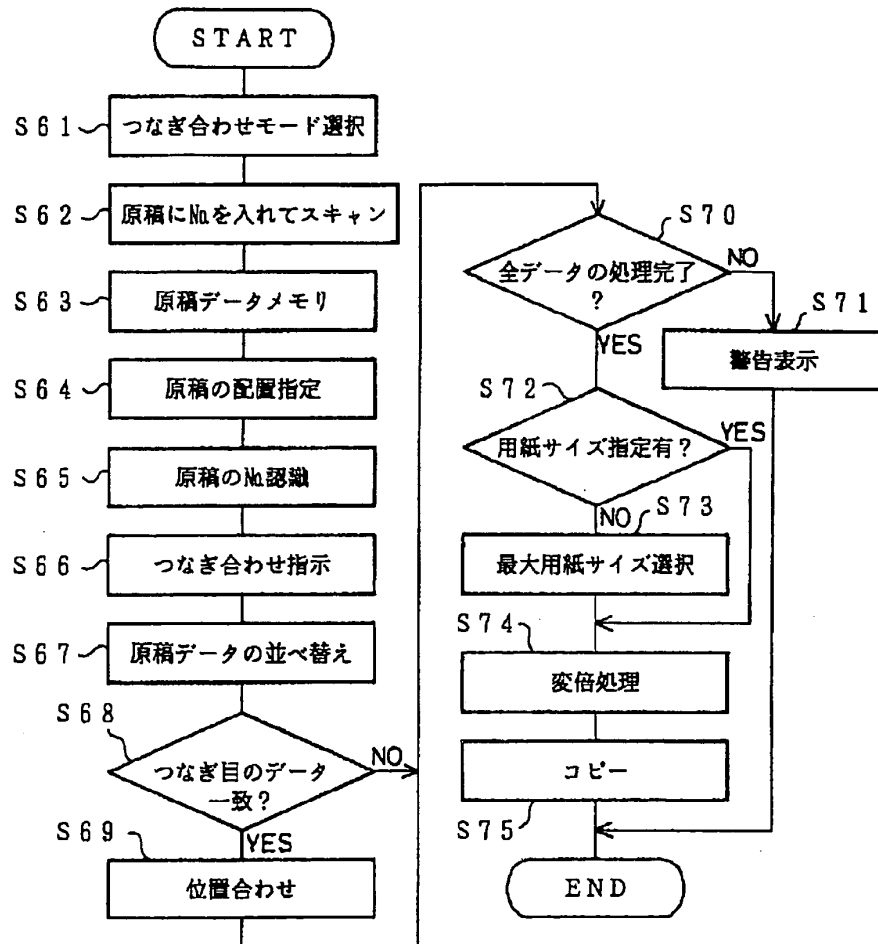 START
S61
つなぎ合わせモード選択
S62
原稿に№を入れてスキャン
S63
原稿データメモリ
S64
原稿の配置指定
S65
原稿の№認識
S66
つなぎ合わせ指示
S67
原稿データの並べ替え
S68
つなぎ目のデータ
一致?
NO
YES
S69
位置合わせ
S70
全データの処理完了
?
NO
YES
S71
警告表示
S72
用紙サイズ指定有?
YES
NO
S73
最大用紙サイズ選択
S74
変倍処理
コピー
S75
END